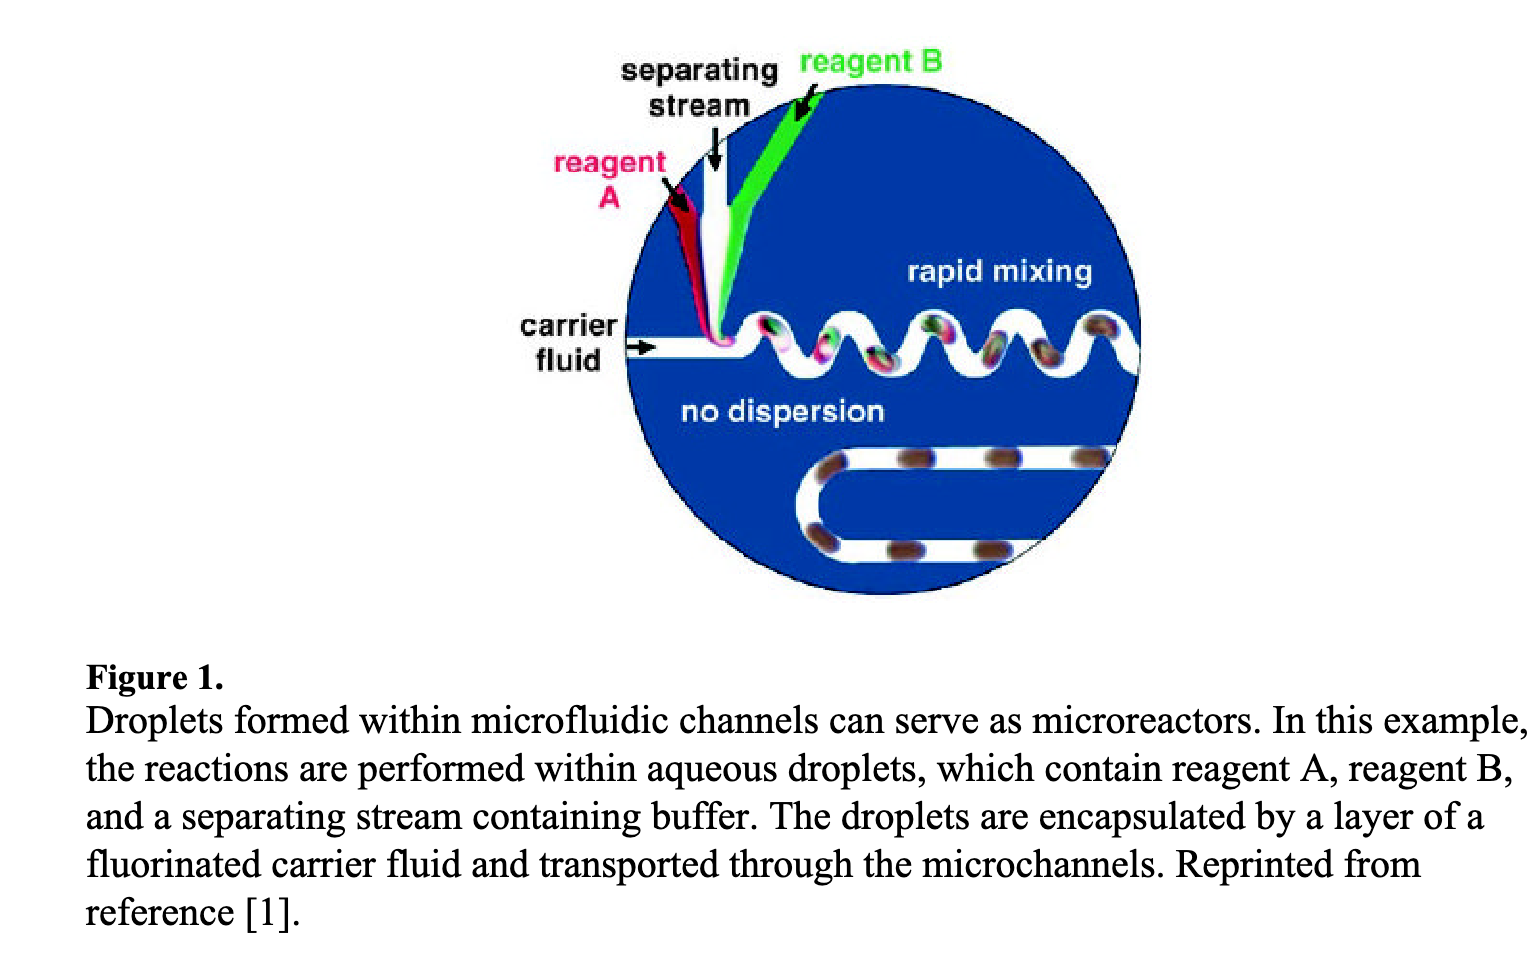 separating
stream
reagent B
reagent
A
rapid mixing
carrier
fluid
no dispersion
Figure 1.
Droplets formed within microfluidic channels can serve as microreactors. In this example,
the reactions are performed within aqueous droplets, which contain reagent A, reagent B,
and a separating stream containing buffer. The droplets are encapsulated by a layer of a
fluorinated carrier fluid and transported through the microchannels. Reprinted from
reference [1].